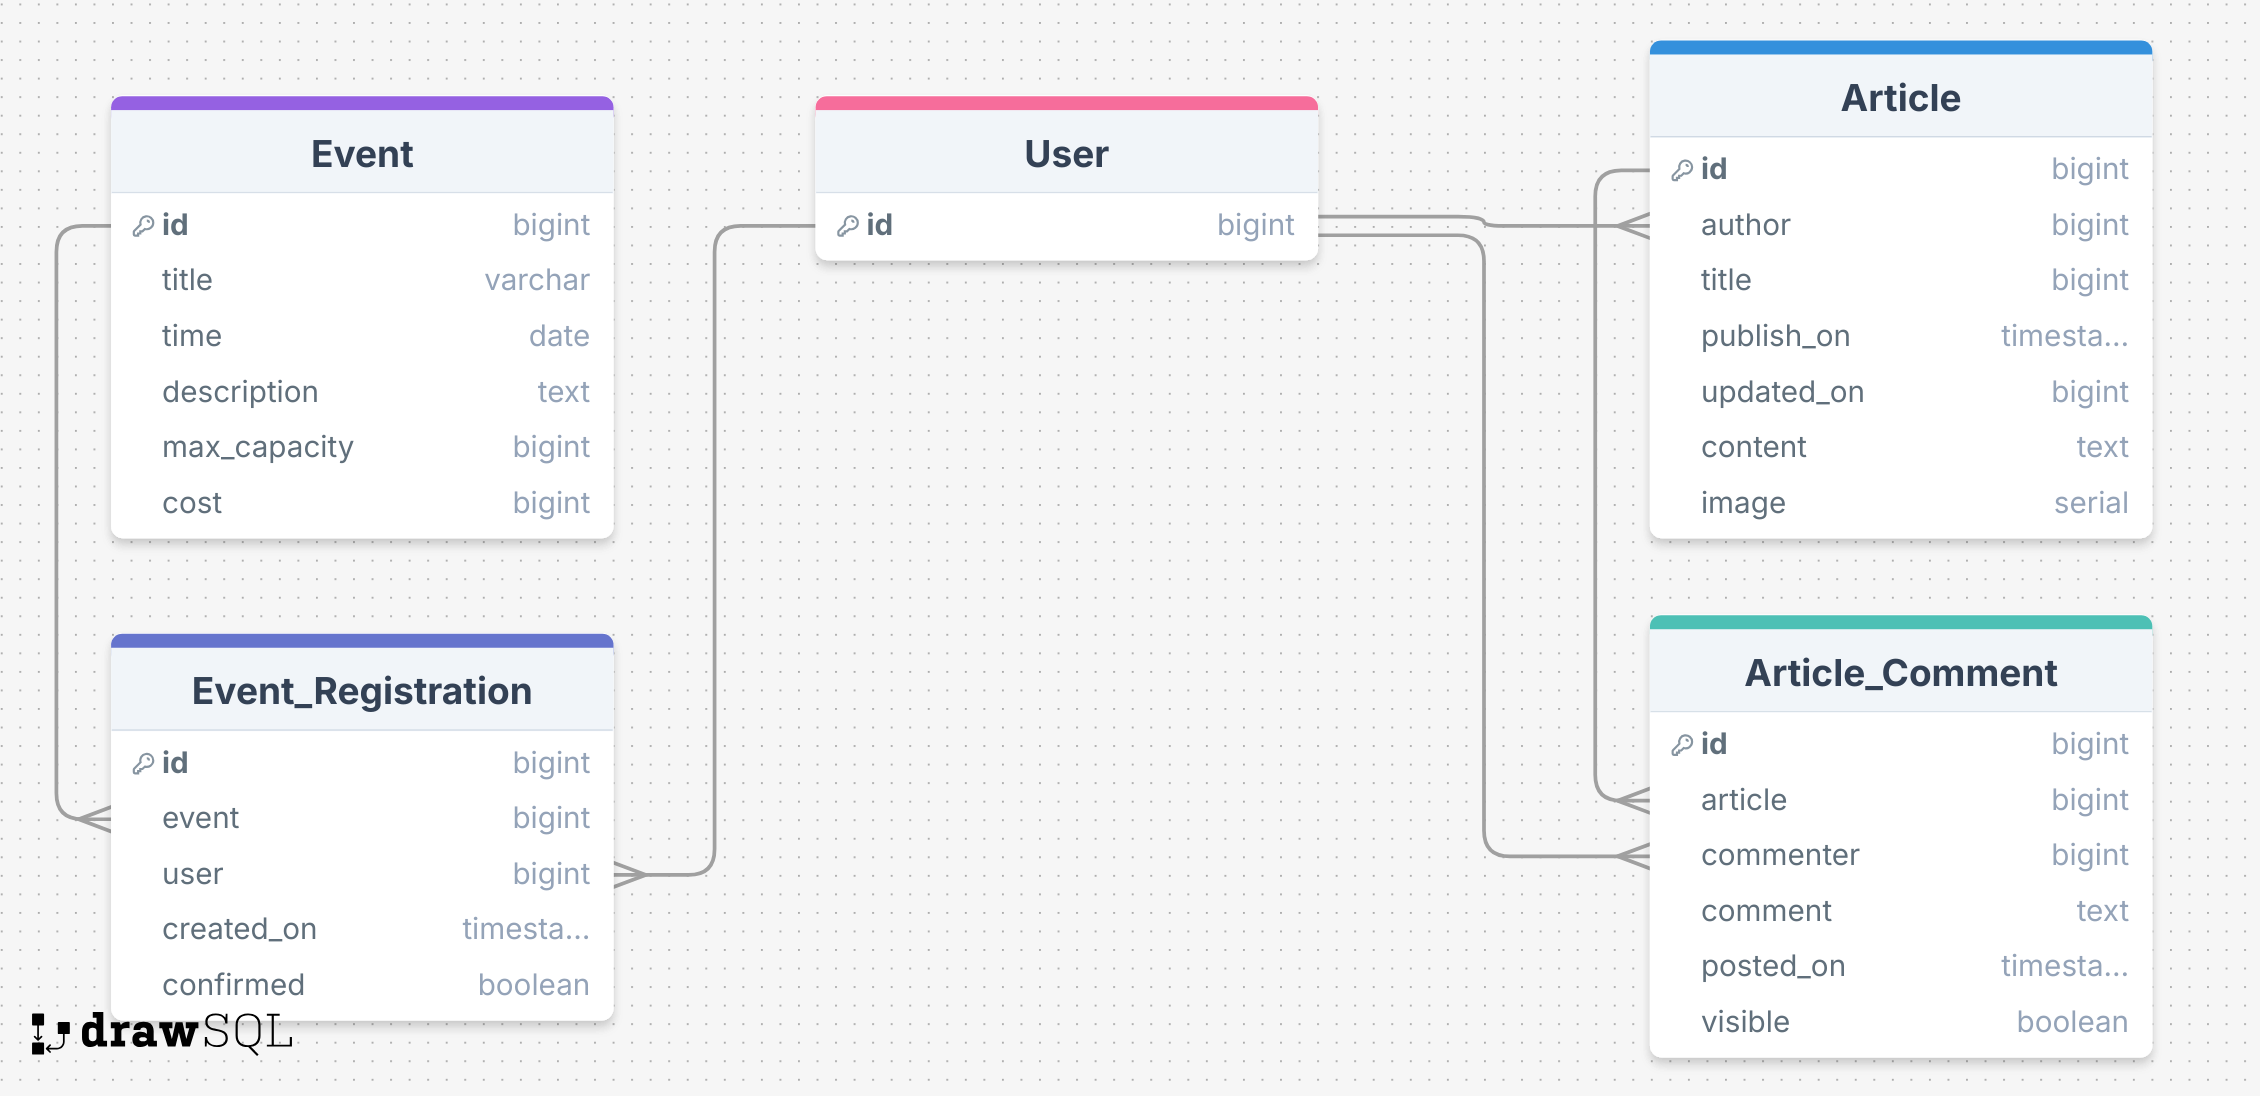 Event
id bigint
title varchar
time date
description text
max_capacity bigint
cost bigint
Event_Registration
id bigint
event bigint
user bigint
created_on timesta...
confirmed boolean
User
id bigint
Article
id bigint
author bigint
title bigint
publish_on timesta...
updated_on bigint
content text
image serial
Article_Comment
id bigint
article bigint
commenter bigint
comment text
posted_on timesta...
visible boolean
drawSQL